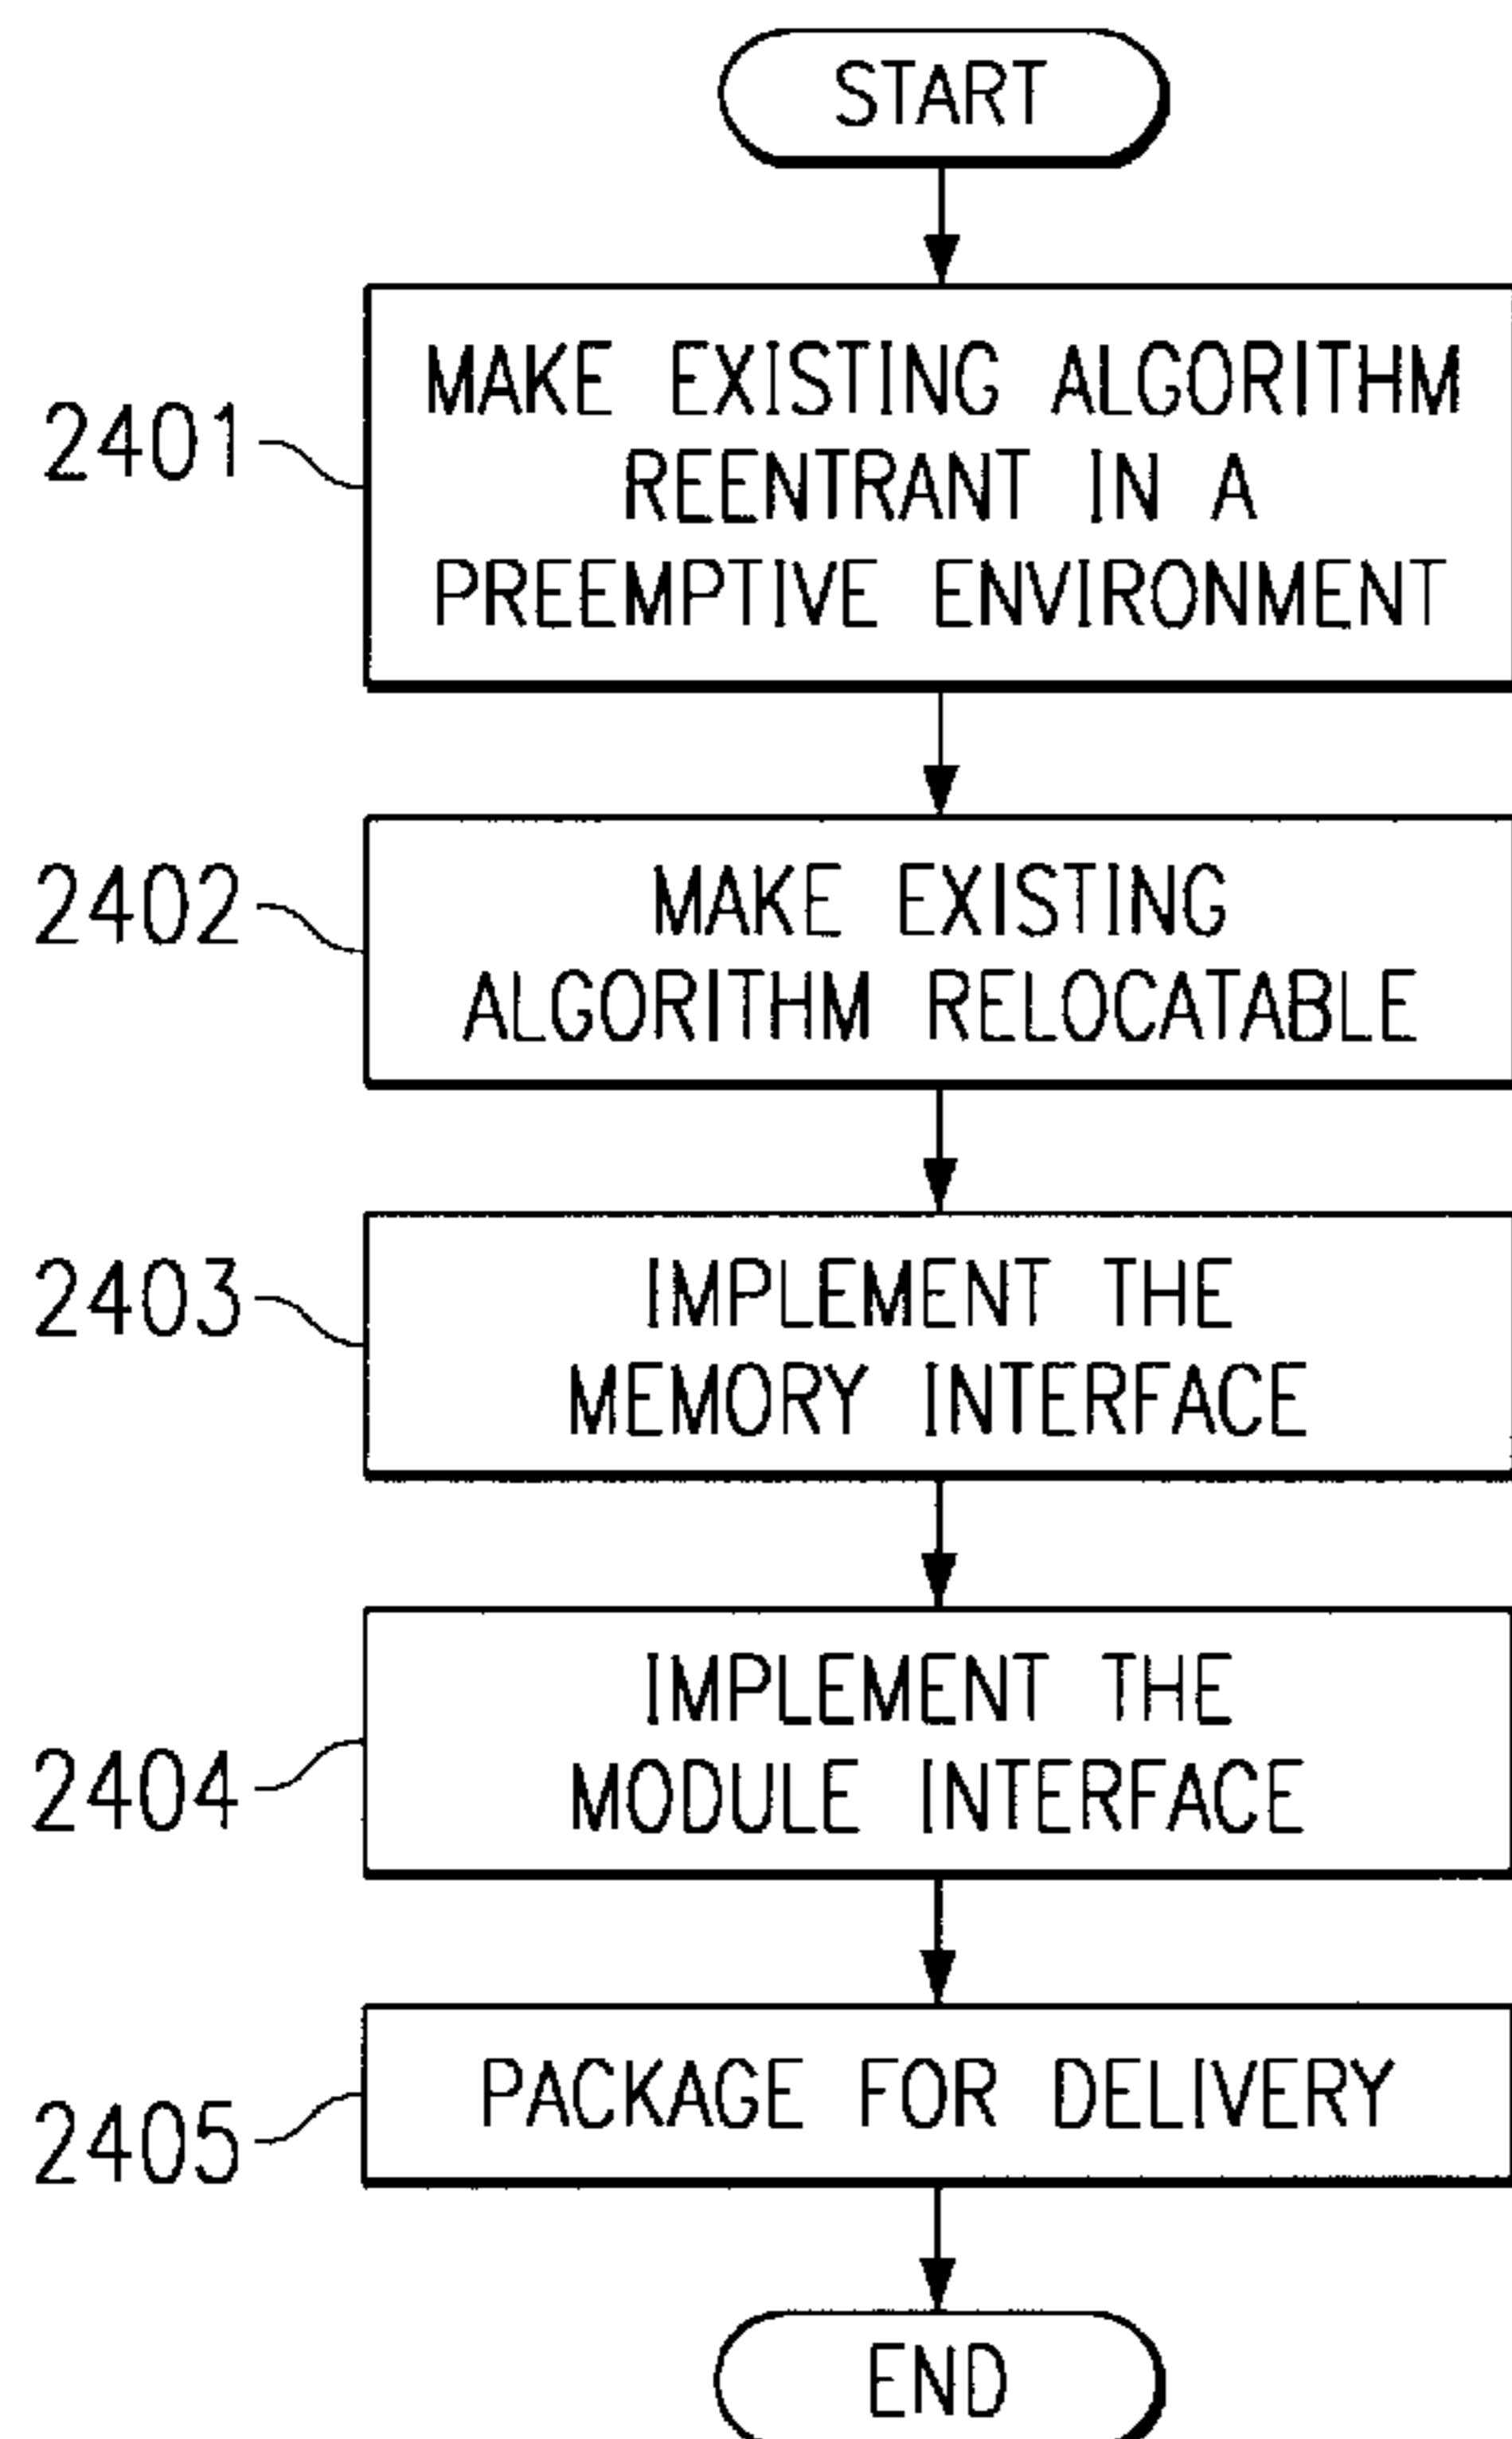 START
2401
MAKE EXISTING ALGORITHM
REENTRANT IN A
PREEMPTIVE ENVIRONMENT
2402
MAKE EXISTING
ALGORITHM RELOCATABLE
2403
IMPLEMENT THE
MEMORY INTERFACE
2404
IMPLEMENT THE
MODULE INTERFACE
2405
PACKAGE FOR DELIVERY
END